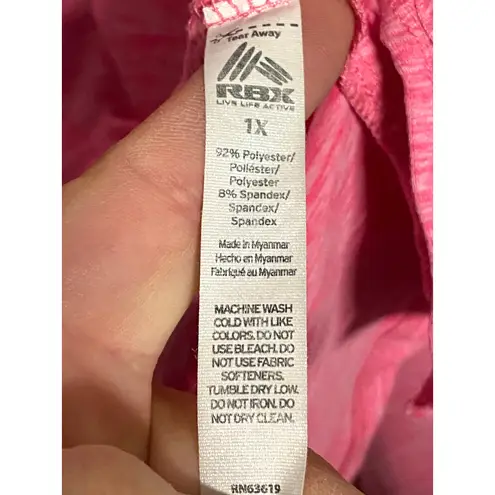 Tear Away
RBX
LIVE LIFE ACTIVE
1X
92% Polyester/
Poliéster/
Polyester
8% Spandex/
Spandex/
Spandex
Made in Myanmar
Hecho en Myanmar
Fabriqué au Myanmar
MACHINE WASH
COLD WITH LIKE
COLORS. DO NOT
USE BLEACH. DO
NOT USE FABRIC
SOFTENERS.
TUMBLE DRY LOW.
DO NOT IRON. DO
NOT DRY CLEAN.
RN63619